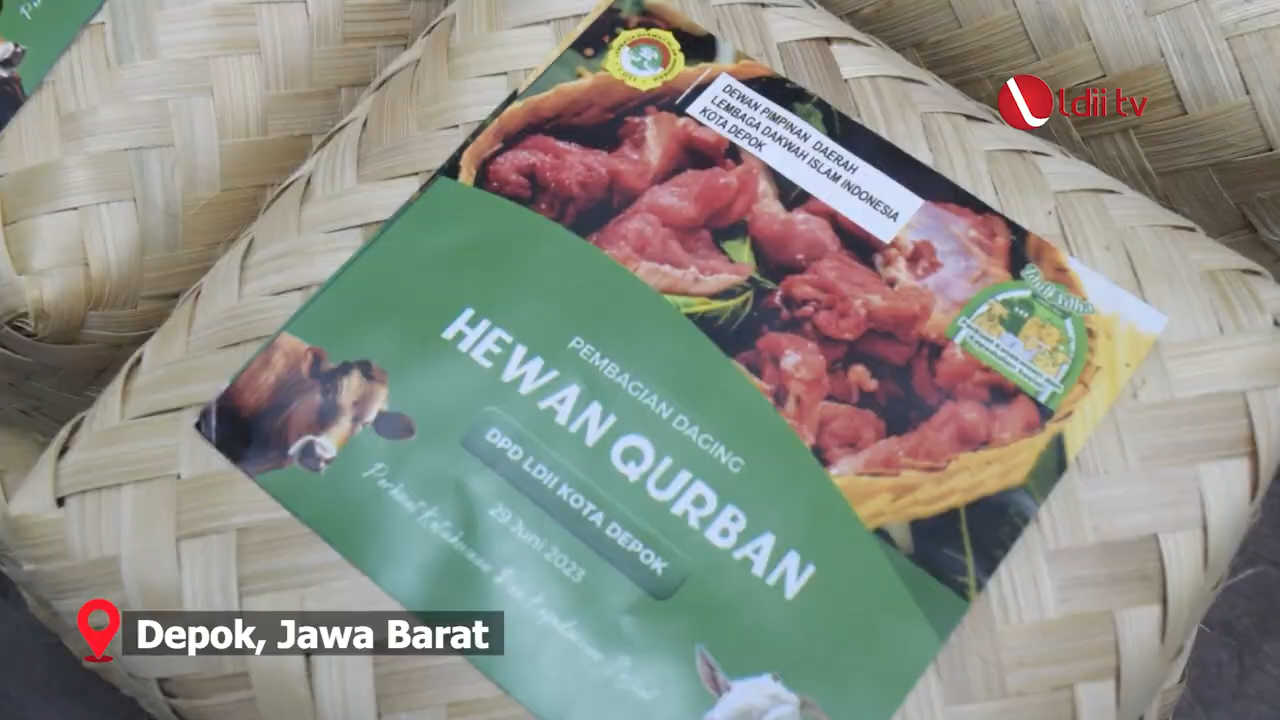 ldii tv
DEWAN PIMPINAN DAERAH
LEMBAGA DAKWAH ISLAM INDONESIA
KOTA DEPOK
PEMBAGIAN DAGING
HEWAN QURBAN
DPD LDII KOTA DEPOK
29 Juni 2023
Depok, Jawa Barat